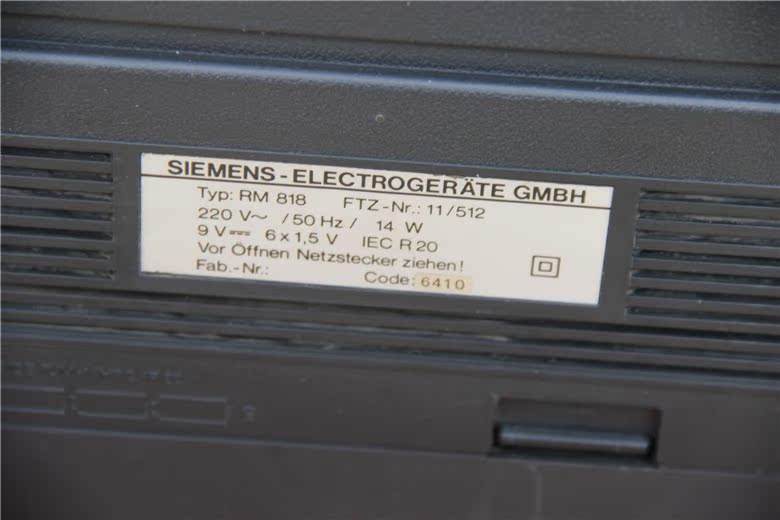 SIEMENS-ELECTROGERÄTE GMBH
Typ: RM 818 FTZ-Nr.: 11/512
220 V~ /50 Hz/ 14 W
9 V⎓ 6 x 1,5 V IEC R 20
Vor Öffnen Netzstecker ziehen!
Fab.-Nr.: Code: 6410